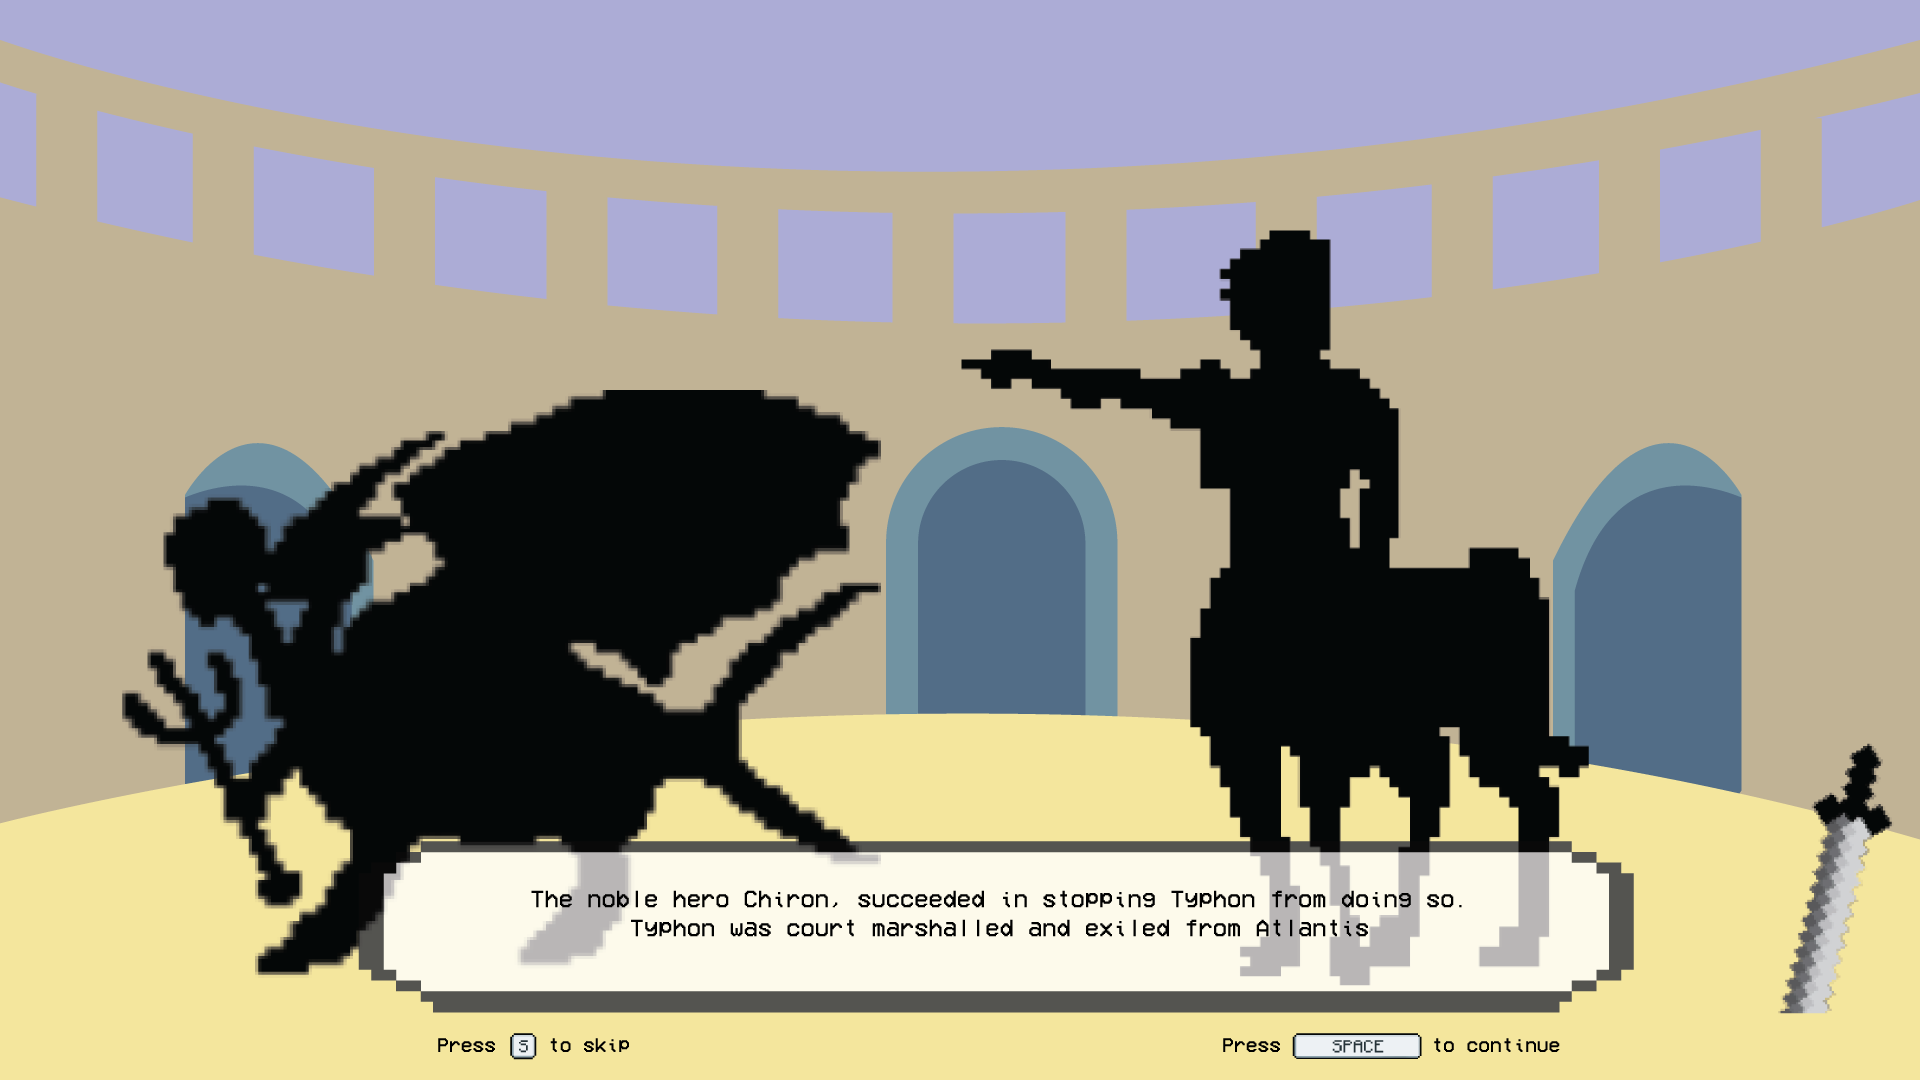 The noble hero Chiron, succeeded in stopping Typhon from doing so.
Typhon was court marshalled and exiled from Atlantis
Press S to skip
Press SPACE to continue